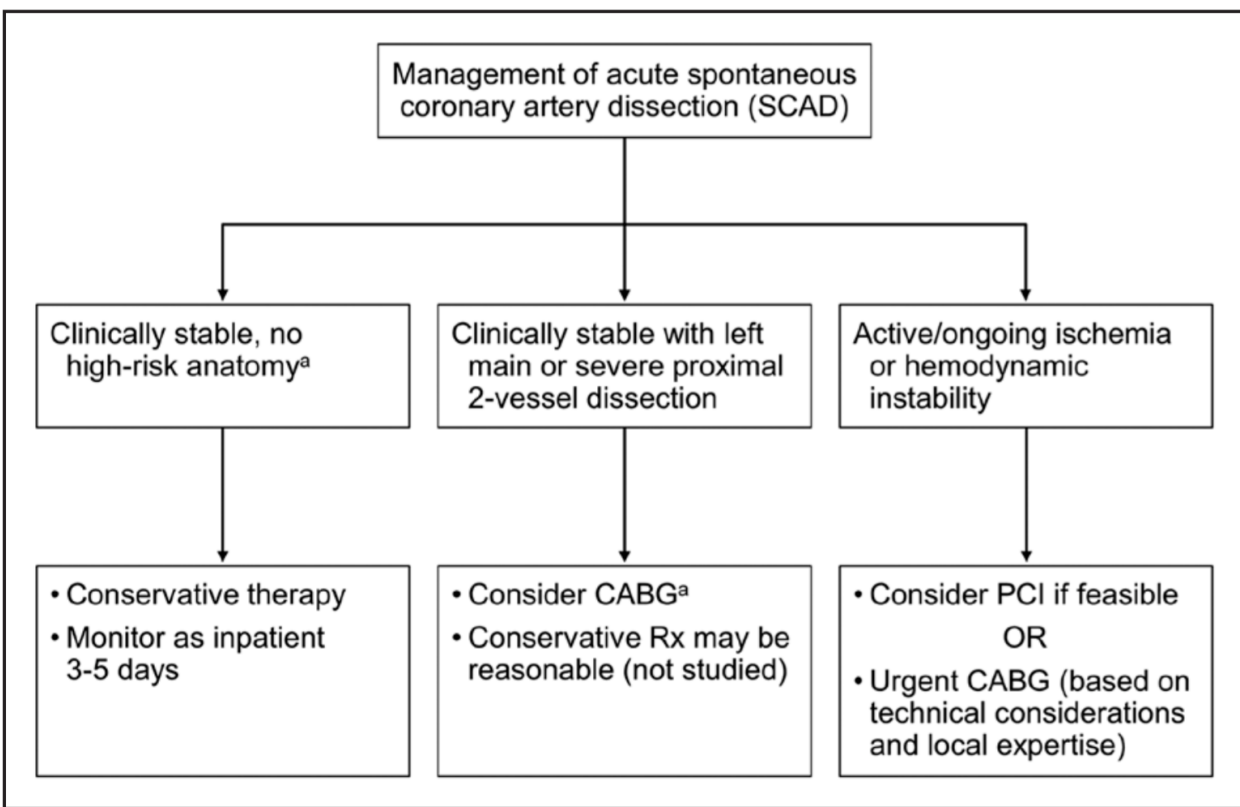 Management of acute spontaneous
coronary artery dissection (SCAD)
Clinically stable, no
high-risk anatomyᵃ
Clinically stable with left
main or severe proximal
2-vessel dissection
Active/ongoing ischemia
or hemodynamic
instability
• Conservative therapy
• Monitor as inpatient
3-5 days
• Consider CABGᵃ
• Conservative Rx may be
reasonable (not studied)
• Consider PCI if feasible
OR
• Urgent CABG (based on
technical considerations
and local expertise)